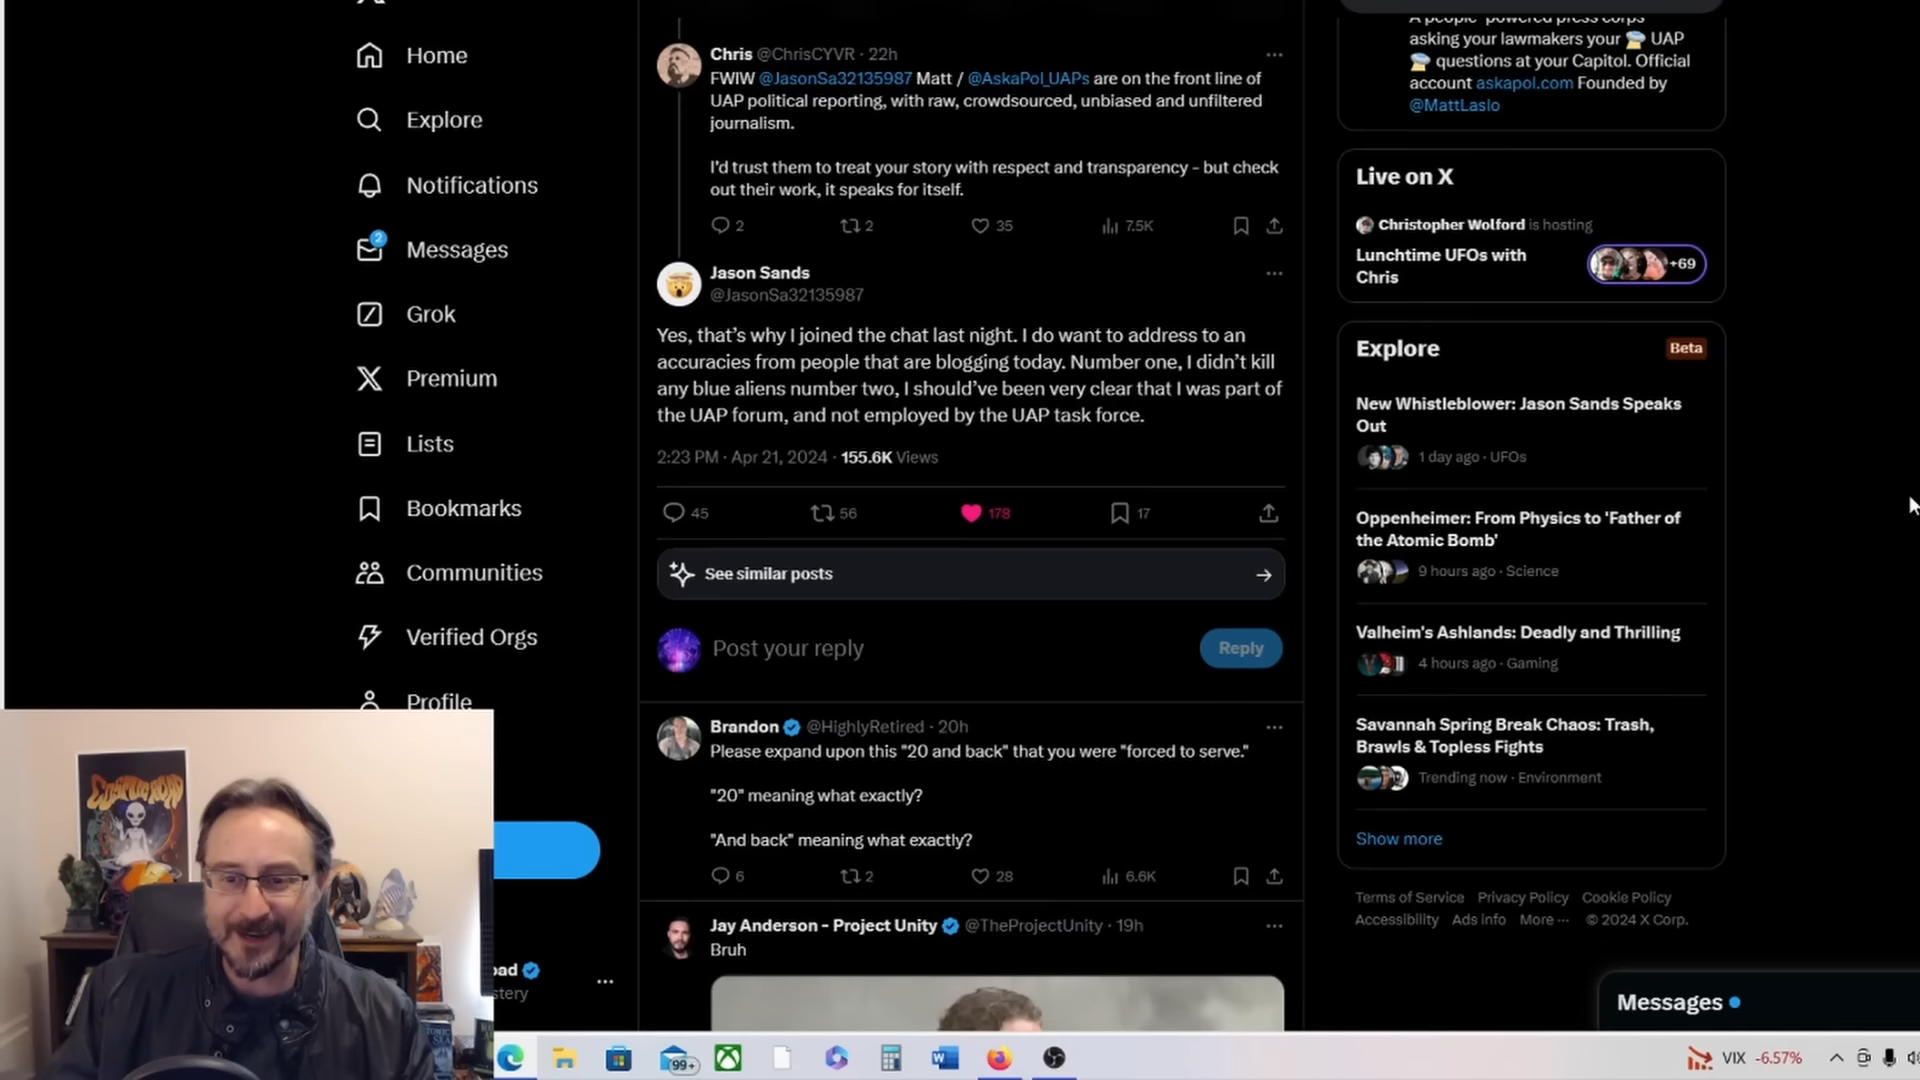 Home
Explore
Notifications
2
Messages
Grok
Premium
Lists
Bookmarks
Communities
Verified Orgs
Profile
Chris @ChrisCYVR · 22h
FWIW @JasonSa32135987 Matt / @AskaPol_UAPs are on the front line of
UAP political reporting, with raw, crowdsourced, unbiased and unfiltered
journalism.
I'd trust them to treat your story with respect and transparency - but check
out their work, it speaks for itself.
2 2 35 7.5K
Jason Sands
@JasonSa32135987
Yes, that's why I joined the chat last night. I do want to address to an
accuracies from people that are blogging today. Number one, I didn't kill
any blue aliens number two, I should've been very clear that I was part of
the UAP forum, and not employed by the UAP task force.
2:23 PM · Apr 21, 2024 · 155.6K Views
45 56 178 17
See similar posts
Post your reply
Reply
Brandon @HighlyRetired · 20h
Please expand upon this "20 and back" that you were "forced to serve."
"20" meaning what exactly?
"And back" meaning what exactly?
6 2 28 6.6K
Jay Anderson - Project Unity @TheProjectUnity · 19h
Bruh
A people-powered press corps
asking your lawmakers your 🛸 UAP
🛸 questions at your Capitol. Official
account askapol.com Founded by
@MattLaslo
Live on X
Christopher Wolford is hosting
Lunchtime UFOs with
Chris
+69
Explore
Beta
New Whistleblower: Jason Sands Speaks
Out
1 day ago · UFOs
Oppenheimer: From Physics to 'Father of
the Atomic Bomb'
9 hours ago · Science
Valheim's Ashlands: Deadly and Thrilling
4 hours ago · Gaming
Savannah Spring Break Chaos: Trash,
Brawls & Topless Fights
Trending now · Environment
Show more
Terms of Service Privacy Policy Cookie Policy
Accessibility Ads info More ··· © 2024 X Corp.
Messages
COSMIC ROAD
oad
stery
99+
VIX -6.57%